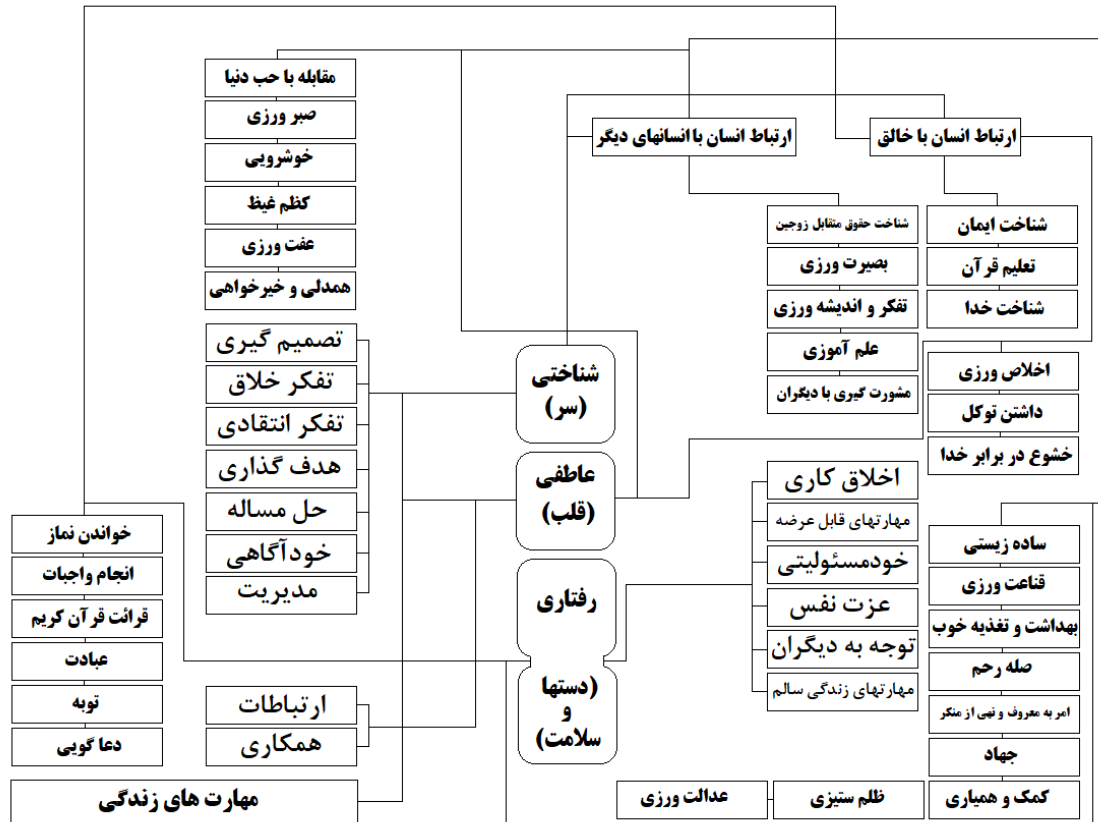 ارتباط انسان با خالق
ارتباط انسان با انسانهای دیگر
مقابله با حب دنیا
صبر ورزی
خوشرویی
کظم غیظ
عفت ورزی
همدلی و خیرخواهی
شناخت ایمان
تعلیم قرآن
شناخت خدا
شناخت حقوق متقابل زوجین
بصیرت ورزی
تفکر و اندیشه ورزی
علم آموزی
مشورت گیری با دیگران
اخلاص ورزی
داشتن توکل
خشوع در برابر خدا
شناختی
(سر)
عاطفی
(قلب)
رفتاری
(دستها
و
سلامت)
تصمیم گیری
تفکر خلاق
تفکر انتقادی
هدف گذاری
حل مساله
خودآگاهی
مدیریت
اخلاق کاری
مهارتهای قابل عرضه
خودمسئولیتی
عزت نفس
توجه به دیگران
مهارتهای زندگی سالم
ساده زیستی
قناعت ورزی
بهداشت و تغذیه خوب
صله رحم
امر به معروف و نهی از منکر
جهاد
کمک و همیاری
ظلم ستیزی
عدالت ورزی
خواندن نماز
انجام واجبات
قرائت قرآن کریم
عبادت
توبه
دعا گویی
ارتباطات
همکاری
مهارت های زندگی